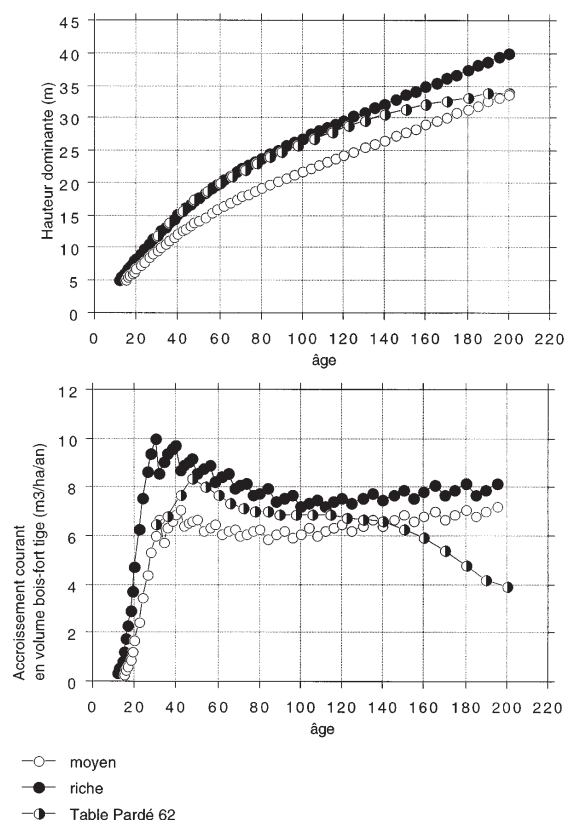 45
40
35
30
25
20
15
10
5
0
Hauteur dominante (m)
0 20 40 60 80 100 120 140 160 180 200 220
âge
12
10
8
6
4
2
0
Accroissement courant
en volume bois-fort tige (m3/ha/an)
0 20 40 60 80 100 120 140 160 180 200 220
âge
moyen
riche
Table Pardé 62